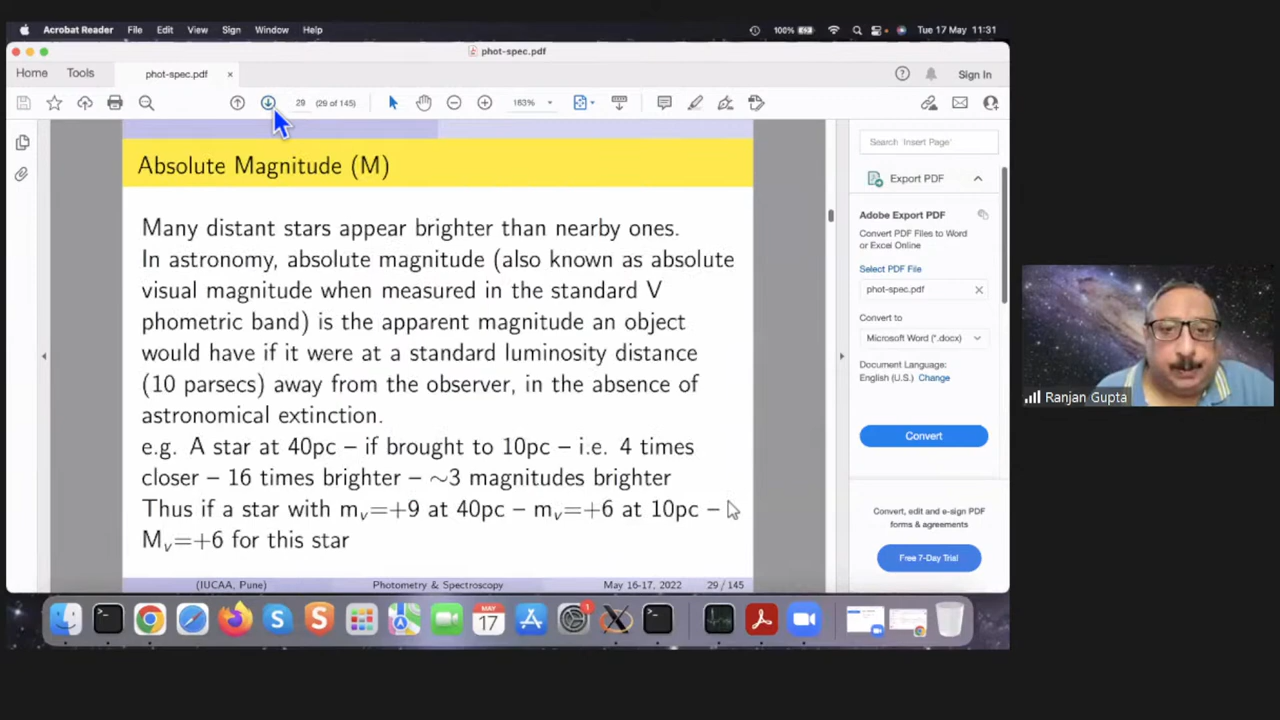 Acrobat Reader File Edit View Sign Window Help 100% Tue 17 May 11:31
phot-spec.pdf
Home Tools phot-spec.pdf × Sign In
29 (29 of 145) 163%
Absolute Magnitude (M)
Many distant stars appear brighter than nearby ones.
In astronomy, absolute magnitude (also known as absolute
visual magnitude when measured in the standard V
phometric band) is the apparent magnitude an object
would have if it were at a standard luminosity distance
(10 parsecs) away from the observer, in the absence of
astronomical extinction.
e.g. A star at 40pc – if brought to 10pc – i.e. 4 times
closer – 16 times brighter – ∼3 magnitudes brighter
Thus if a star with mv=+9 at 40pc – mv=+6 at 10pc –
Mv=+6 for this star
(IUCAA, Pune) Photometry & Spectroscopy May 16-17, 2022 29 / 145
Search 'Insert Page'
Export PDF
Adobe Export PDF
Convert PDF Files to Word
or Excel Online
Select PDF File
phot-spec.pdf
Convert to
Microsoft Word (*.docx)
Document Language:
English (U.S.) Change
Convert
Convert, edit and e-sign PDF
forms & agreements
Free 7-Day Trial
Ranjan Gupta
MAY
17
1